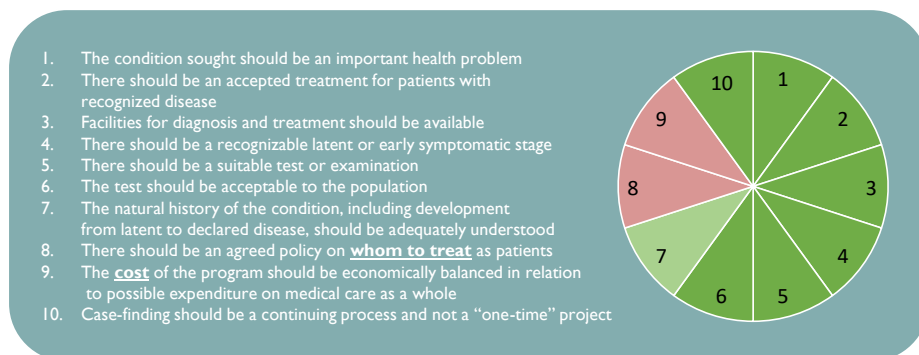 1. The condition sought should be an important health problem
2. There should be an accepted treatment for patients with
recognized disease
3. Facilities for diagnosis and treatment should be available
4. There should be a recognizable latent or early symptomatic stage
5. There should be a suitable test or examination
6. The test should be acceptable to the population
7. The natural history of the condition, including development
from latent to declared disease, should be adequately understood
8. There should be an agreed policy on whom to treat as patients
9. The cost of the program should be economically balanced in relation
to possible expenditure on medical care as a whole
10. Case-finding should be a continuing process and not a “one-time” project
1
2
3
4
5
6
7
8
9
10